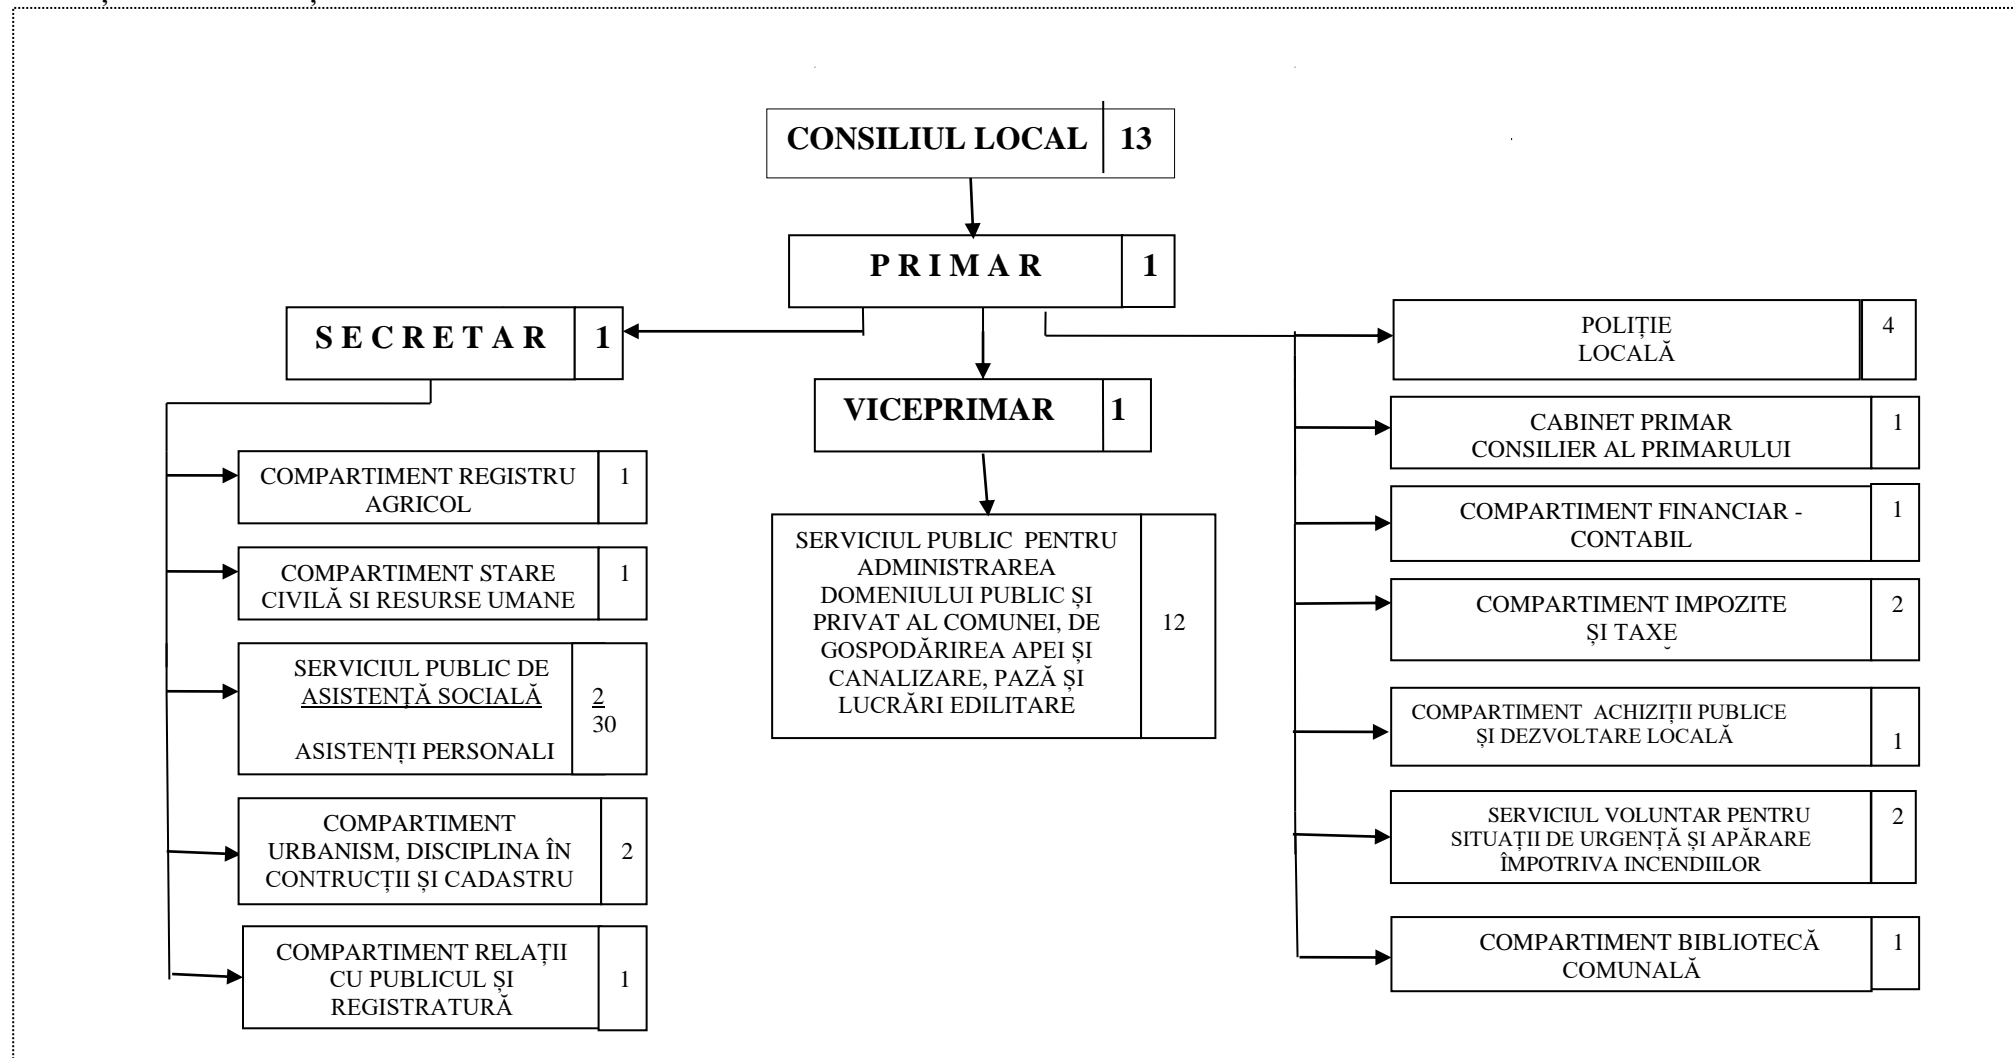 CONSILIUL LOCAL 13
P R I M A R 1
S E C R E T A R 1
VICEPRIMAR 1
COMPARTIMENT REGISTRU 1
AGRICOL
COMPARTIMENT STARE 1
CIVILĂ SI RESURSE UMANE
SERVICIUL PUBLIC DE
ASISTENŢĂ SOCIALĂ 2
30
ASISTENȚI PERSONALI
COMPARTIMENT
URBANISM, DISCIPLINA ÎN 2
CONTRUCȚII ȘI CADASTRU
COMPARTIMENT RELAȚII
CU PUBLICUL ȘI 1
REGISTRATURĂ
SERVICIUL PUBLIC PENTRU
ADMINISTRAREA
DOMENIULUI PUBLIC ȘI
PRIVAT AL COMUNEI, DE 12
GOSPODĂRIREA APEI ȘI
CANALIZARE, PAZĂ ȘI
LUCRĂRI EDILITARE
POLIȚIE 4
LOCALĂ
CABINET PRIMAR 1
CONSILIER AL PRIMARULUI
COMPARTIMENT FINANCIAR - 1
CONTABIL
COMPARTIMENT IMPOZITE 2
ȘI TAXE
COMPARTIMENT ACHIZIȚII PUBLICE
ȘI DEZVOLTARE LOCALĂ 1
SERVICIUL VOLUNTAR PENTRU 2
SITUAȚII DE URGENȚĂ ȘI APĂRARE
ÎMPOTRIVA INCENDIILOR
COMPARTIMENT BIBLIOTECĂ 1
COMUNALĂ